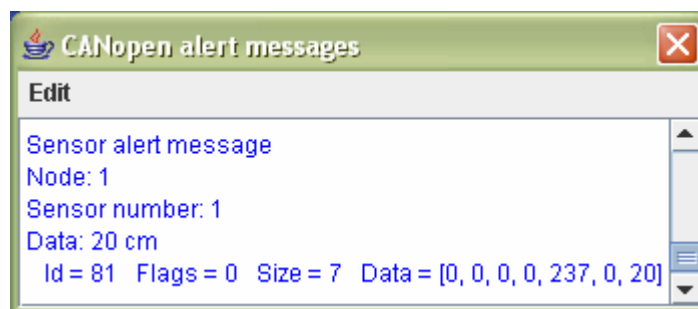 CANopen alert messages
Edit
Sensor alert message
Node: 1
Sensor number: 1
Data: 20 cm
Id = 81 Flags = 0 Size = 7 Data = [0, 0, 0, 0, 237, 0, 20]